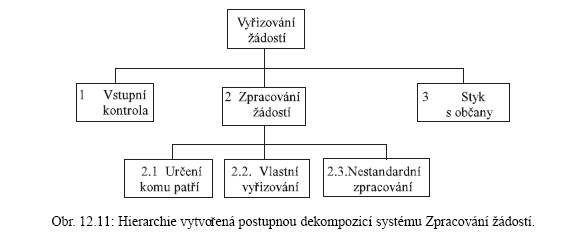 Vyřizování
žádostí
1 Vstupní
kontrola
2 Zpracování
žádostí
3 Styk
s občany
2.1 Určení
komu patří
2.2. Vlastní
vyřizování
2.3.Nestandardní
zpracování
Obr. 12.11: Hierarchie vytvořená postupnou dekompozicí systému Zpracování žádostí.